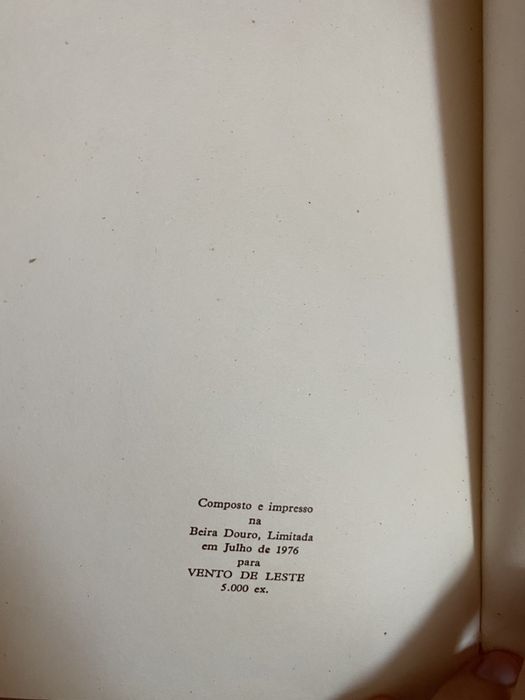 Composto e impresso
na
Beira Douro, Limitada
em Julho de 1976
para
VENTO DE LESTE
5.000 ex.